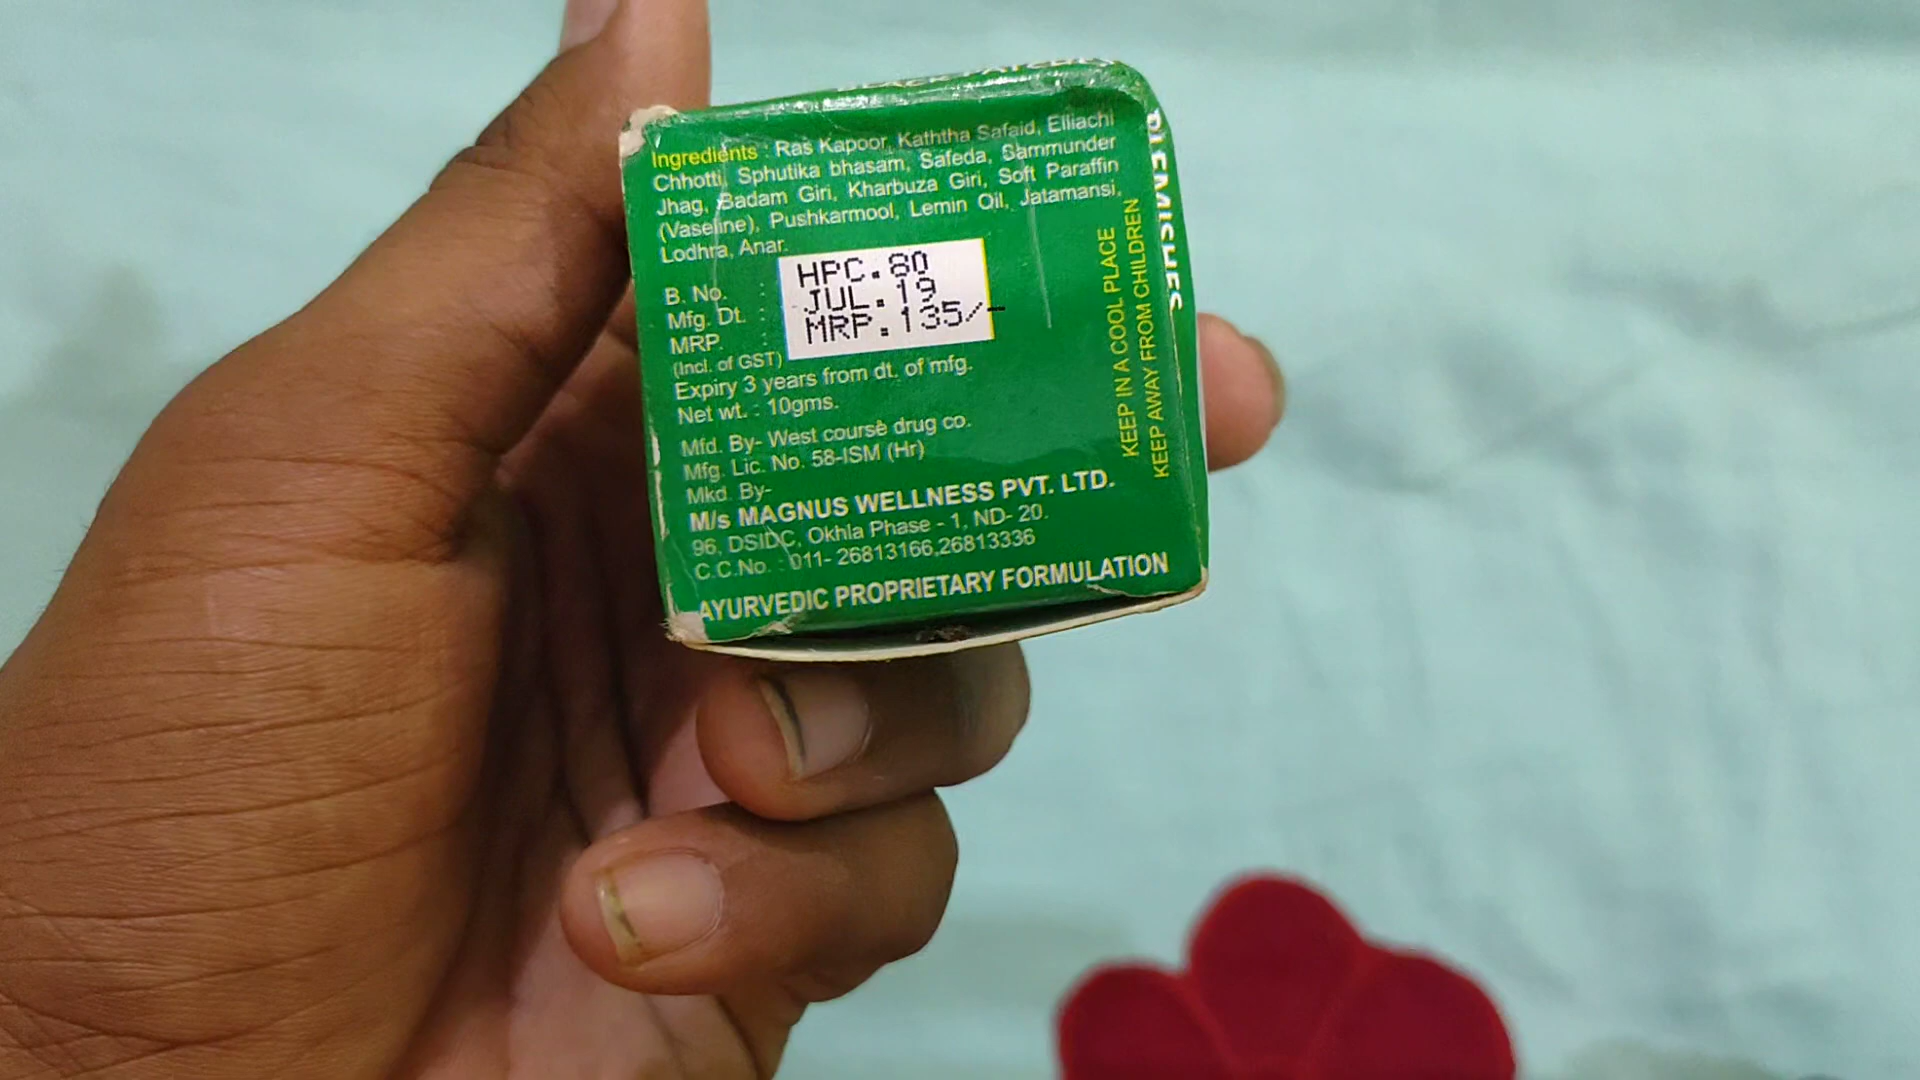 Ingredients : Ras Kapoor, Kaththa Safaid, Elliachi
Chhotti, Sphutika bhasam, Safeda, Sammunder
Jhag, Badam Giri, Kharbuza Giri, Soft Paraffin
(Vaseline), Pushkarmool, Lemin Oil, Jatamansi,
Lodhra, Anar.
B. No. : HPC.80
Mfg. Dt. : JUL.19
MRP. : MRP.135/-
(Incl. of GST)
Expiry 3 years from dt. of mfg.
Net wt. : 10gms.
Mfd. By- West course drug co.
Mfg. Lic. No. 58-ISM (Hr)
Mkd. By-
M/s MAGNUS WELLNESS PVT. LTD.
96, DSIDC, Okhla Phase - 1, ND- 20.
C.C.No. : 011- 26813166,26813336
AYURVEDIC PROPRIETARY FORMULATION
KEEP IN A COOL PLACE
KEEP AWAY FROM CHILDREN
BLEMISHES